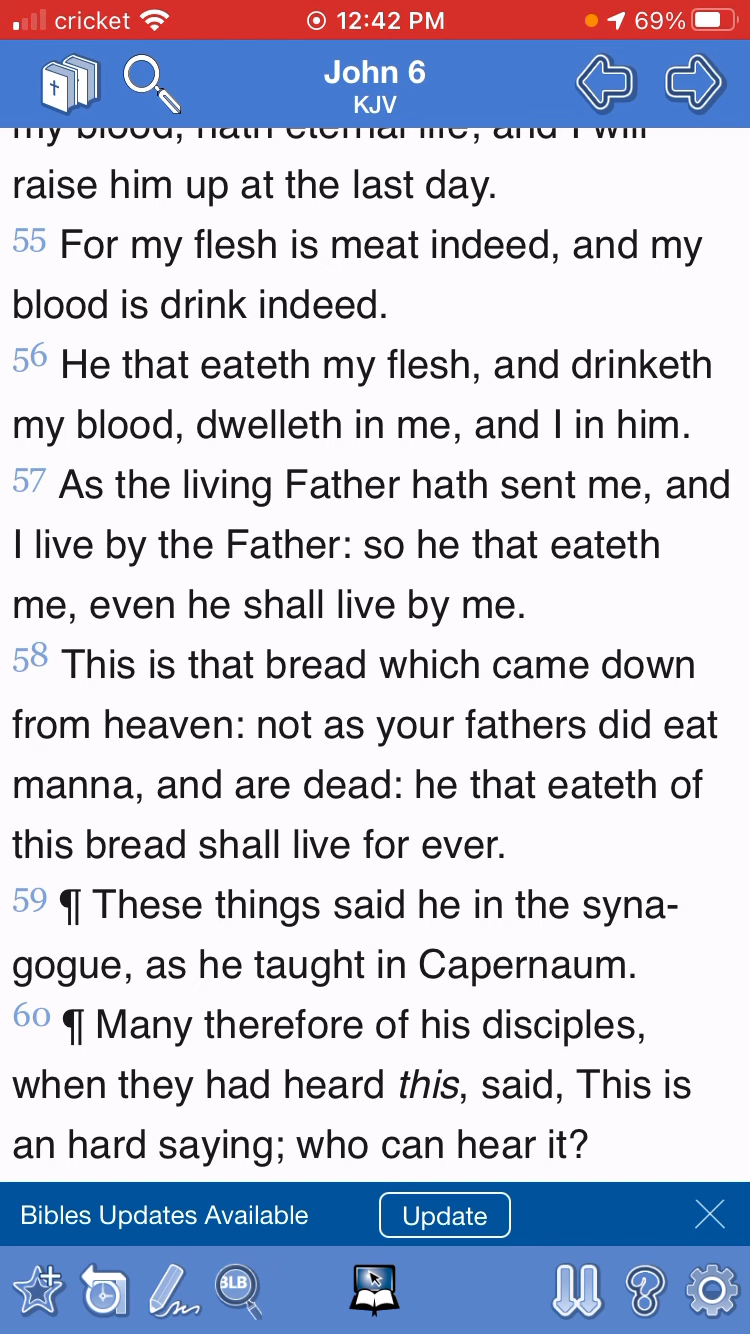 cricket 12:42 PM 69%
John 6
KJV
my blood, hath eternal life; and I will
raise him up at the last day.
55 For my flesh is meat indeed, and my
blood is drink indeed.
56 He that eateth my flesh, and drinketh
my blood, dwelleth in me, and I in him.
57 As the living Father hath sent me, and
I live by the Father: so he that eateth
me, even he shall live by me.
58 This is that bread which came down
from heaven: not as your fathers did eat
manna, and are dead: he that eateth of
this bread shall live for ever.
59 ¶ These things said he in the syna-
gogue, as he taught in Capernaum.
60 ¶ Many therefore of his disciples,
when they had heard this, said, This is
an hard saying; who can hear it?
Bibles Updates Available Update
BLB